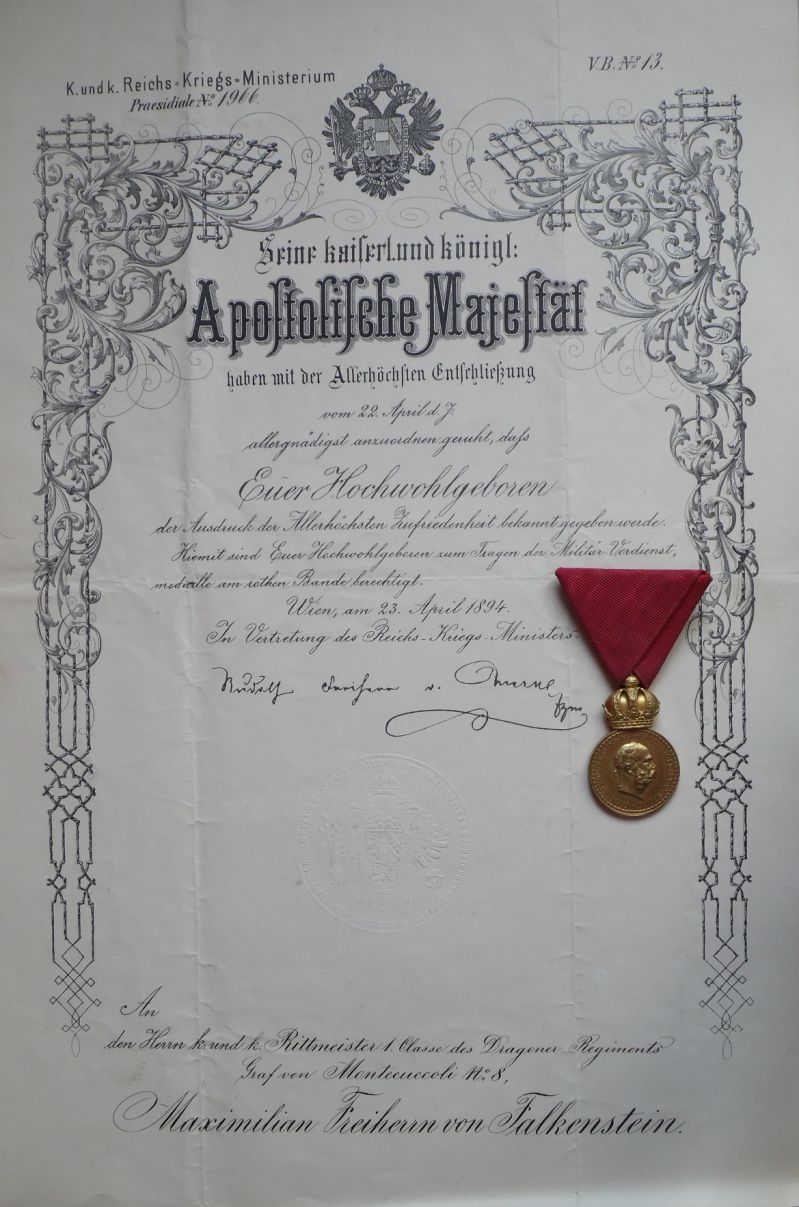 K. und k. Reichs=Kriegs=Ministerium
Praesidiale No. 1966.
V.B. No 13.
Seine kaiserl. und königl:
Apostolische Majestät
haben mit der Allerhöchsten Entschließung
vom 22. April d. J.
allergnädigst anzuordnen geruht, dass
Euer Hochwohlgeboren
der Ausdruck der Allerhöchsten Zufriedenheit bekannt gegeben werde.
Hiemit sind Euer Hochwohlgeboren zum Tragen der Militär-Verdienst-
medaille am rothen Bande berechtigt.
Wien, am 23. April 1894.
In Vertretung des Reichs-Kriegs-Ministers:
Rudolf Freiherr v. Merkl
fzm
An
den Herrn k. und k. Rittmeister 1. Classe des Dragoner-Regiments
Graf von Montecuccoli No. 8,
Maximilian Freiherrn von Falkenstein.